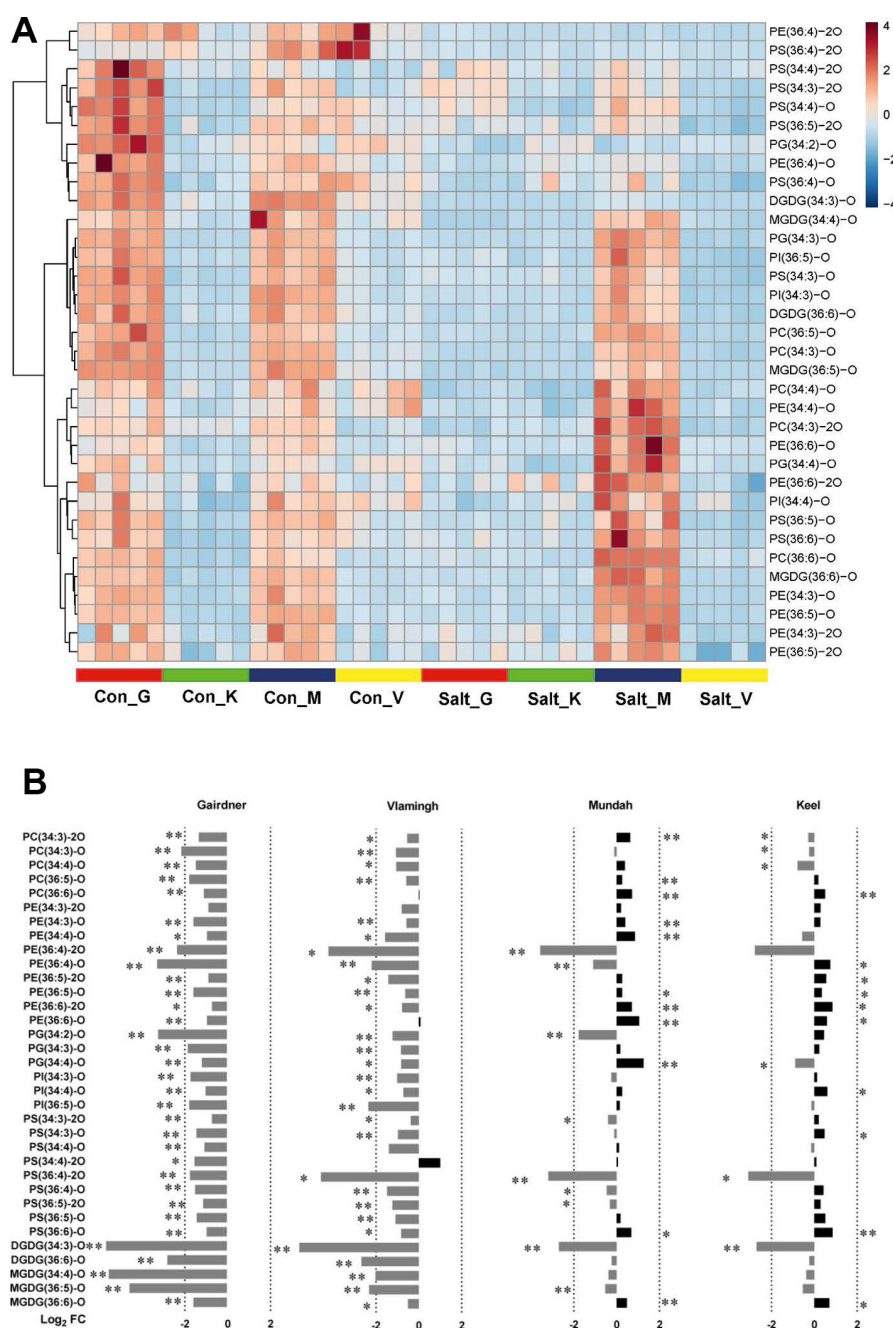 A
PE(36:4)-2O
PS(36:4)-2O
PS(34:4)-2O
PS(34:3)-2O
PS(34:4)-O
PS(36:5)-2O
PG(34:2)-O
PE(36:4)-O
PS(36:4)-O
DGDG(34:3)-O
MGDG(34:4)-O
PG(34:3)-O
PI(36:5)-O
PS(34:3)-O
PI(34:3)-O
DGDG(36:6)-O
PC(36:5)-O
PC(34:3)-O
MGDG(36:5)-O
PC(34:4)-O
PE(34:4)-O
PC(34:3)-2O
PE(36:6)-O
PG(34:4)-O
PE(36:6)-2O
PI(34:4)-O
PS(36:5)-O
PS(36:6)-O
PC(36:6)-O
MGDG(36:6)-O
PE(34:3)-O
PE(36:5)-O
PE(34:3)-2O
PE(36:5)-2O
4
2
0
-2
-4
Con_G Con_K Con_M Con_V Salt_G Salt_K Salt_M Salt_V
B
Gairdner Vlamingh Mundah Keel
PC(34:3)-2O ** * ** *
PC(34:3)-O ** ** *
PC(34:4)-O ** * *
PC(36:5)-O ** ** **
PC(36:6)-O ** ** **
PE(34:3)-2O
PE(34:3)-O ** ** **
PE(34:4)-O * * **
PE(36:4)-2O ** * **
PE(36:4)-O ** ** ** *
PE(36:5)-2O ** * *
PE(36:5)-O ** ** * *
PE(36:6)-2O * * ** *
PE(36:6)-O ** ** *
PG(34:2)-O ** ** **
PG(34:3)-O ** **
PG(34:4)-O ** * ** *
PI(34:3)-O ** **
PI(34:4)-O ** * *
PI(36:5)-O ** **
PS(34:3)-2O ** * *
PS(34:3)-O ** ** *
PS(34:4)-O **
PS(34:4)-2O *
PS(36:4)-2O ** * ** *
PS(36:4)-O ** ** *
PS(36:5)-2O ** ** *
PS(36:5)-O ** **
PS(36:6)-O ** * * **
DGDG(34:3)-O ** ** ** **
DGDG(36:6)-O ** **
MGDG(34:4)-O ** **
MGDG(36:5)-O ** ** **
MGDG(36:6)-O ** * ** *
Log2 FC -2 0 2 -2 0 2 -2 0 2 -2 0 2